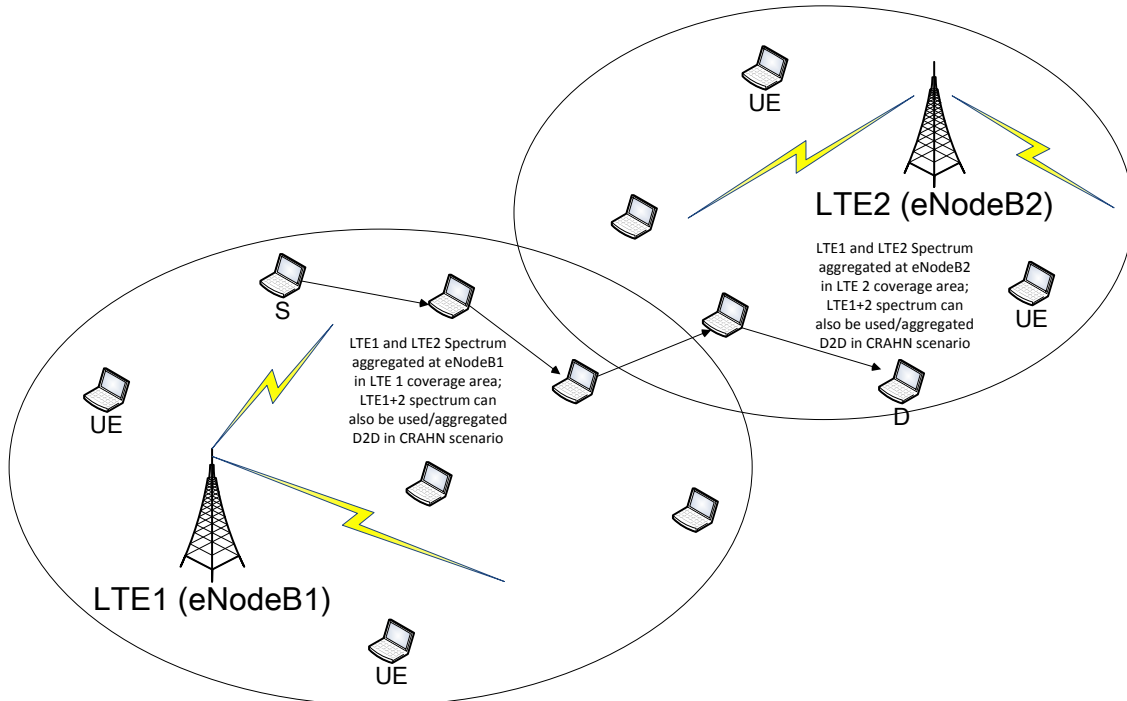 UE
LTE2 (eNodeB2)
LTE1 and LTE2 Spectrum
aggregated at eNodeB2
in LTE 2 coverage area;
LTE1+2 spectrum can
also be used/aggregated
D2D in CRAHN scenario
UE
S
LTE1 and LTE2 Spectrum
aggregated at eNodeB1
in LTE 1 coverage area;
LTE1+2 spectrum can
also be used/aggregated
D2D in CRAHN scenario
D
UE
LTE1 (eNodeB1)
UE